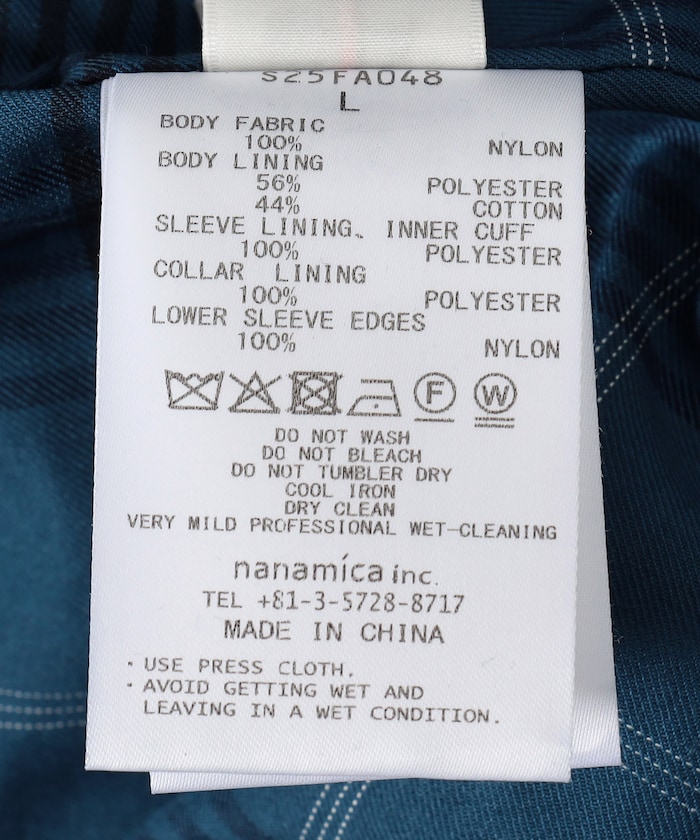 S25FA048
L
BODY FABRIC
100% NYLON
BODY LINING
56% POLYESTER
44% COTTON
SLEEVE LINING、INNER CUFF
100% POLYESTER
COLLAR LINING
100% POLYESTER
LOWER SLEEVE EDGES
100% NYLON
F W
DO NOT WASH
DO NOT BLEACH
DO NOT TUMBLER DRY
COOL IRON
DRY CLEAN
VERY MILD PROFESSIONAL WET-CLEANING
nanamica inc.
TEL +81-3-5728-8717
MADE IN CHINA
・USE PRESS CLOTH.
・AVOID GETTING WET AND
LEAVING IN A WET CONDITION.